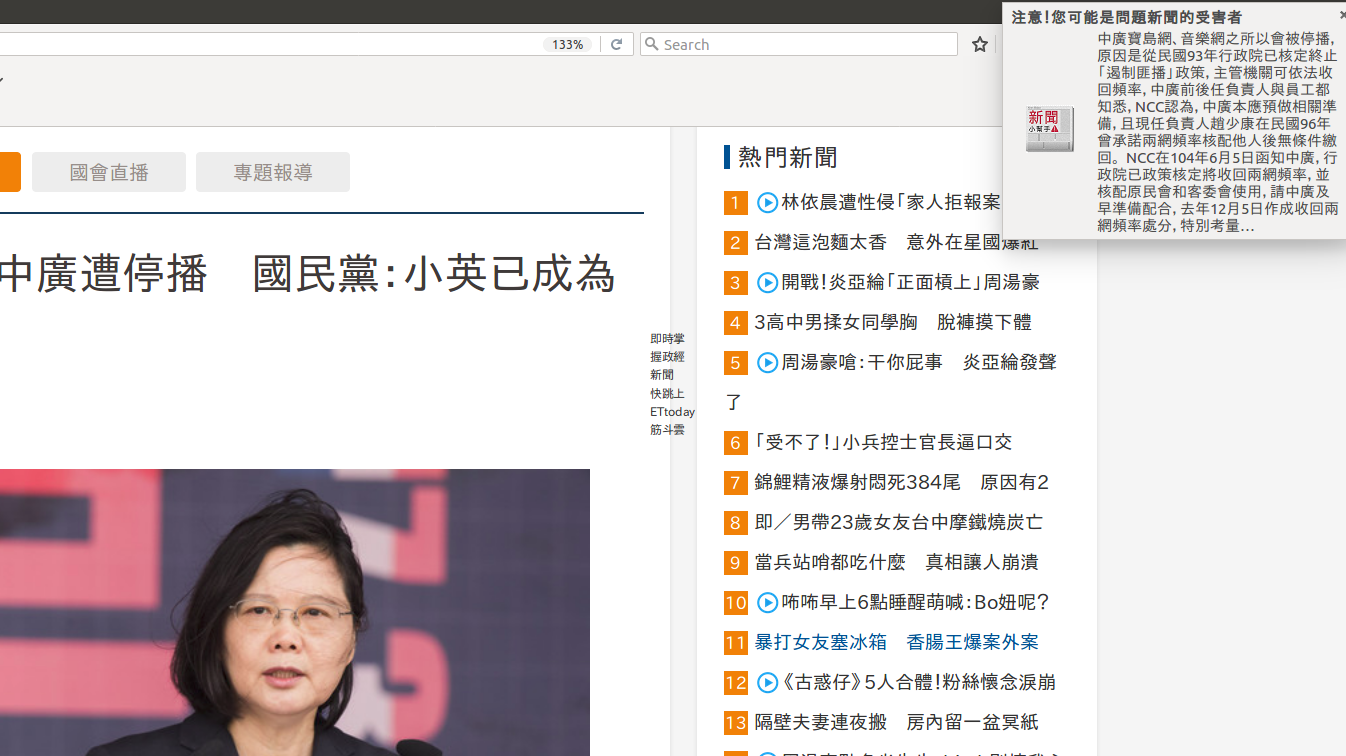 133%
Search
注意!您可能是問題新聞的受害者
中廣寶島網、音樂網之所以會被停播,
原因是從民國93年行政院已核定終止
「遏制匪播」政策, 主管機關可依法收
回頻率, 中廣前後任負責人與員工都
知悉, NCC認為, 中廣本應預做相關準
備, 且現任負責人趙少康在民國96年
曾承諾兩網頻率核配他人後無條件繳
回。 NCC在104年6月5日函知中廣, 行
政院已政策核定將收回兩網頻率, 並
核配原民會和客委會使用, 請中廣及
早準備配合, 去年12月5日作成收回兩
網頻率處分, 特別考量...
新聞
小幫手
國會直播
專題報導
中廣遭停播　國民黨:小英已成為
即時掌
握政經
新聞
快跳上
ETtoday
筋斗雲
熱門新聞
1 林依晨遭性侵「家人拒報案
2 台灣這泡麵太香　意外在星國爆紅
3 開戰!炎亞綸「正面槓上」周湯豪
4 3高中男揉女同學胸　脫褲摸下體
5 周湯豪嗆:干你屁事　炎亞綸發聲
了
6 「受不了!」小兵控士官長逼口交
7 錦鯉精液爆射悶死384尾　原因有2
8 即／男帶23歲女友台中摩鐵燒炭亡
9 當兵站哨都吃什麼　真相讓人崩潰
10 咘咘早上6點睡醒萌喊:Bo妞呢?
11 暴打女友塞冰箱　香腸王爆案外案
12 《古惑仔》5人合體!粉絲懷念淚崩
13 隔壁夫妻連夜搬　房內留一盆冥紙